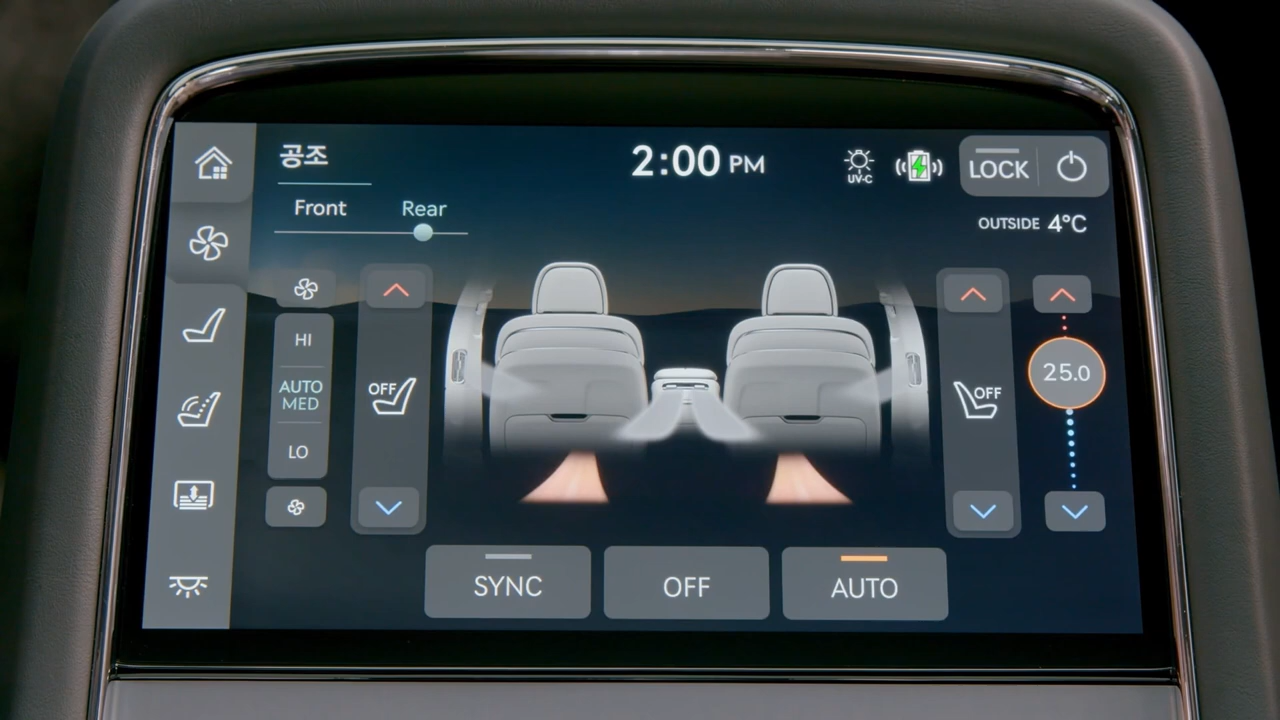 공조
2:00 PM
UV-C
LOCK
Front
Rear
OUTSIDE 4°C
HI
AUTO
MED
LO
OFF
OFF
25.0
SYNC
OFF
AUTO